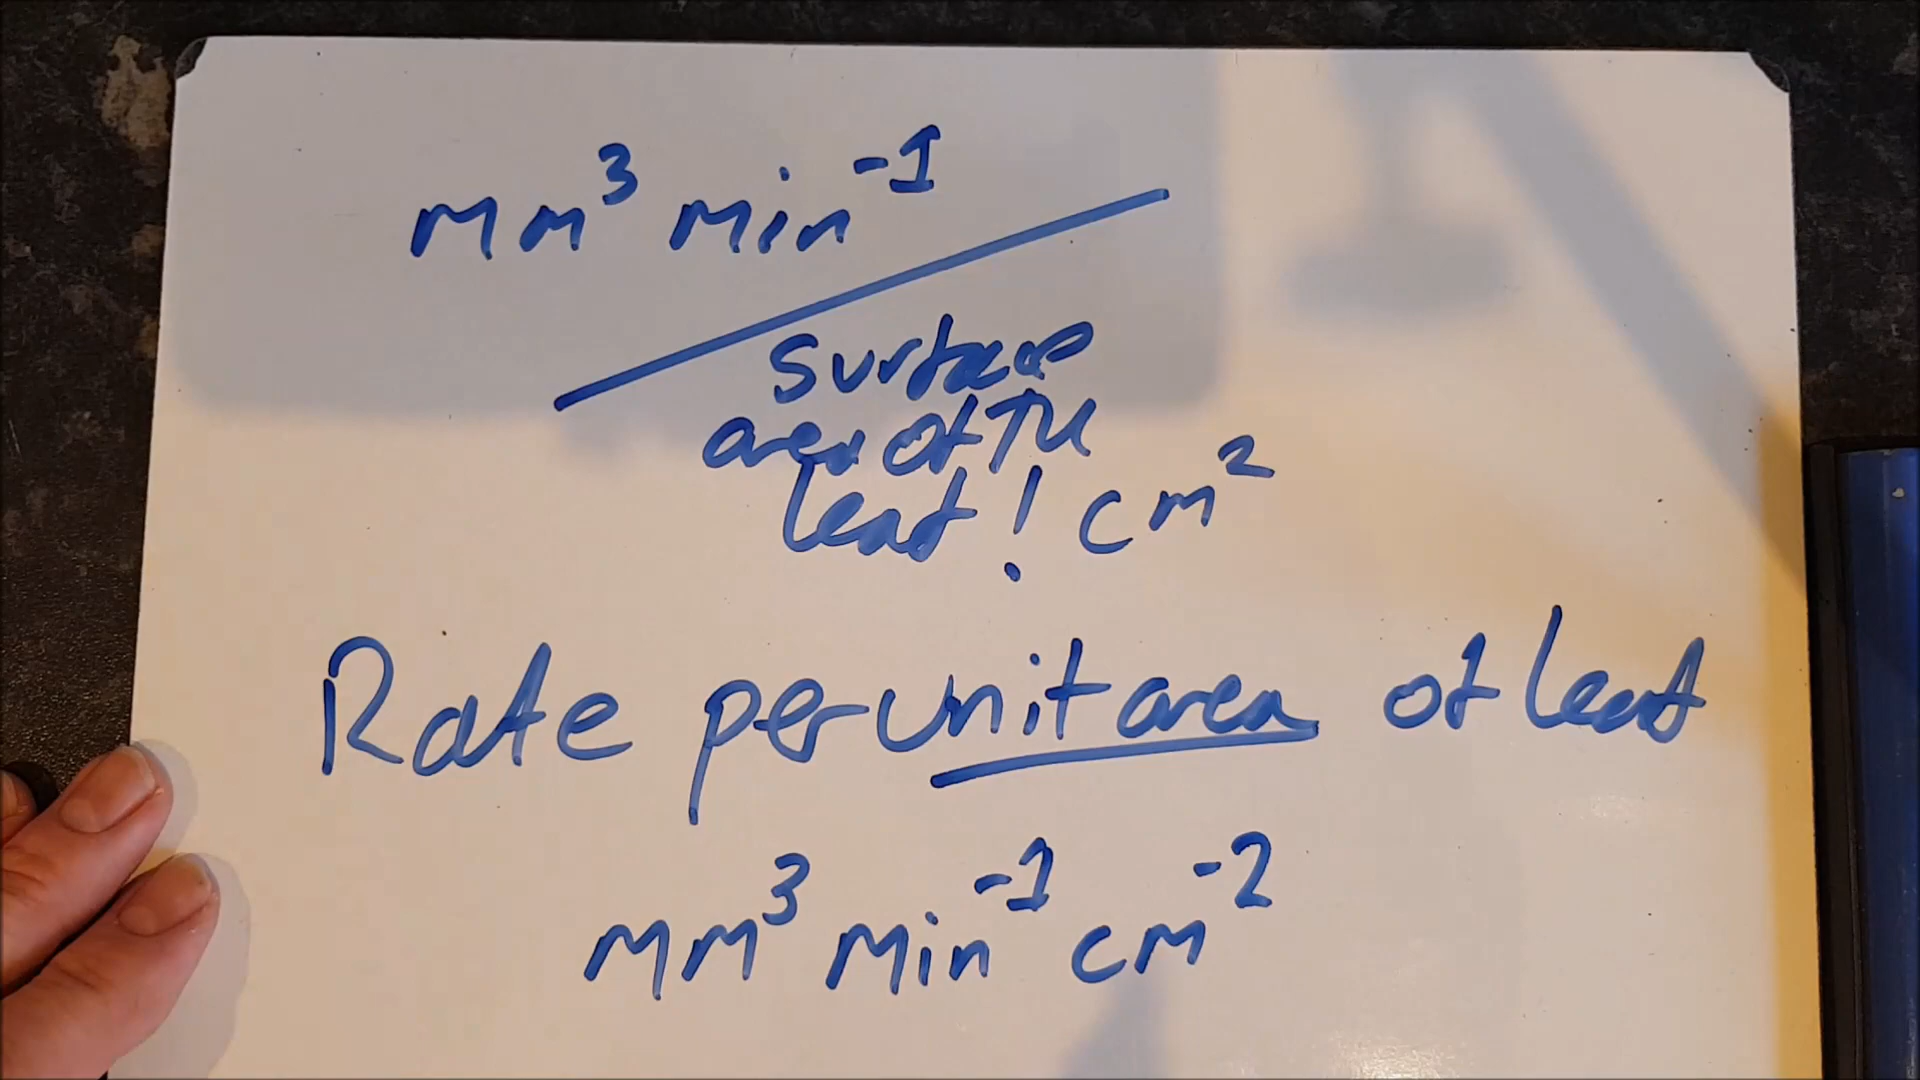 mm³ min⁻¹
surface
area of the
leaf! cm²
Rate per unit area of leaf
mm³ min⁻¹ cm⁻²